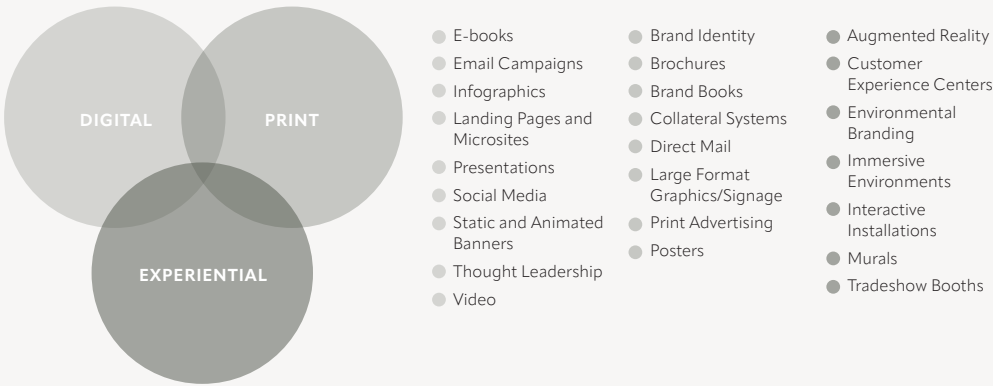 DIGITAL
PRINT
EXPERIENTIAL
E-books
Email Campaigns
Infographics
Landing Pages and
Microsites
Presentations
Social Media
Static and Animated
Banners
Thought Leadership
Video
Brand Identity
Brochures
Brand Books
Collateral Systems
Direct Mail
Large Format
Graphics/Signage
Print Advertising
Posters
Augmented Reality
Customer
Experience Centers
Environmental
Branding
Immersive
Environments
Interactive
Installations
Murals
Tradeshow Booths